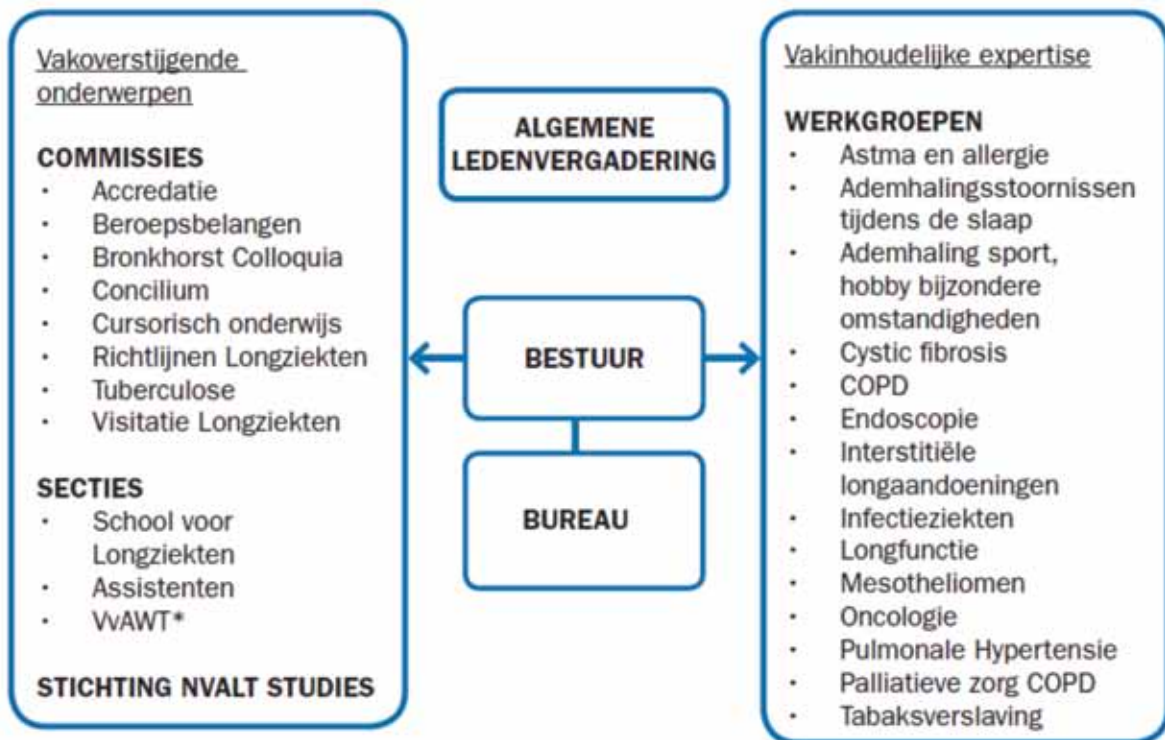 Vakoverstijgende
onderwerpen
COMMISSIES
· Accredatie
· Beroepsbelangen
· Bronkhorst Colloquia
· Concilium
· Cursorisch onderwijs
· Richtlijnen Longziekten
· Tuberculose
· Visitatie Longziekten
SECTIES
· School voor
Longziekten
· Assistenten
· VvAWT*
STICHTING NVALT STUDIES
ALGEMENE
LEDENVERGADERING
BESTUUR
BUREAU
Vakinhoudelijke expertise
WERKGROEPEN
· Astma en allergie
· Ademhalingsstoornissen
tijdens de slaap
· Ademhaling sport,
hobby bijzondere
omstandigheden
· Cystic fibrosis
· COPD
· Endoscopie
· Interstitiële
longaandoeningen
· Infectieziekten
· Longfunctie
· Mesotheliomen
· Oncologie
· Pulmonale Hypertensie
· Palliatieve zorg COPD
· Tabaksverslaving